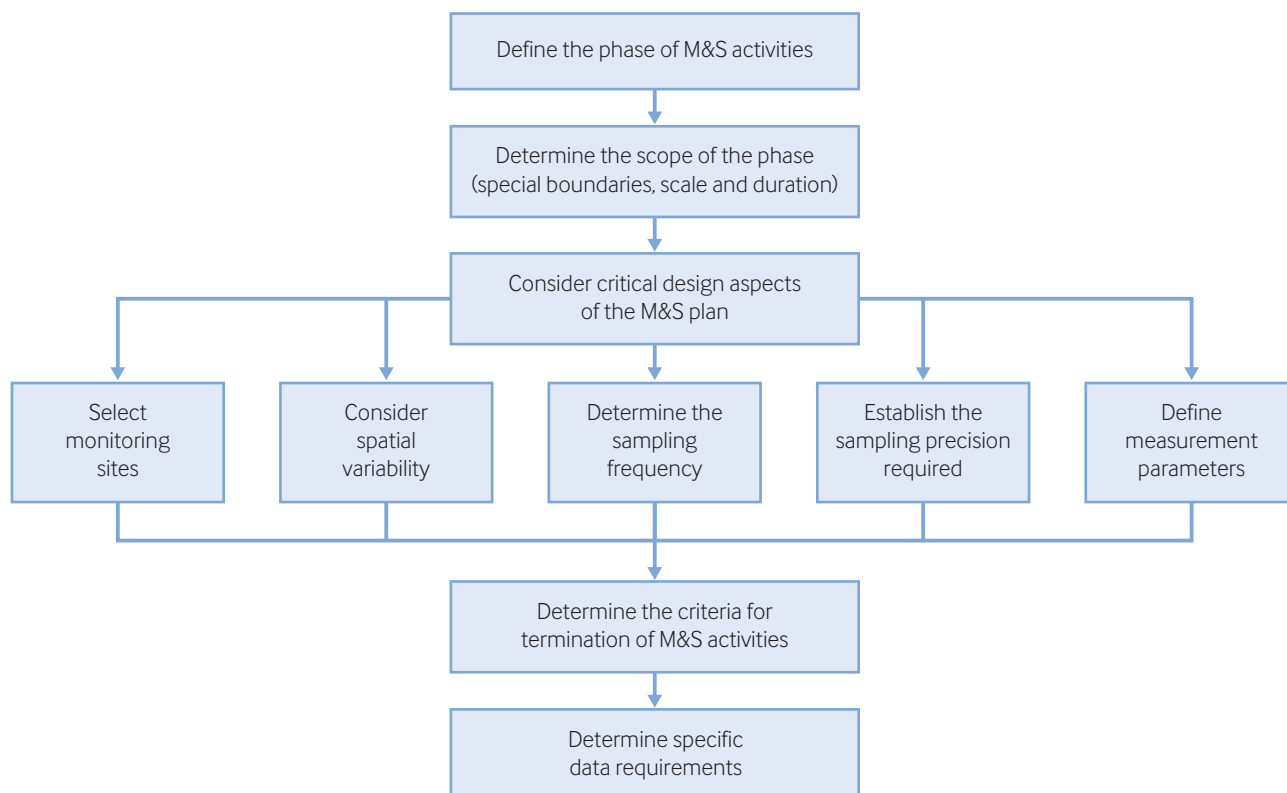 Define the phase of M&S activities
Determine the scope of the phase
(special boundaries, scale and duration)
Consider critical design aspects
of the M&S plan
Select
monitoring
sites
Consider
spatial
variability
Determine the
sampling
frequency
Establish the
sampling precision
required
Define
measurement
parameters
Determine the criteria for
termination of M&S activities
Determine specific
data requirements